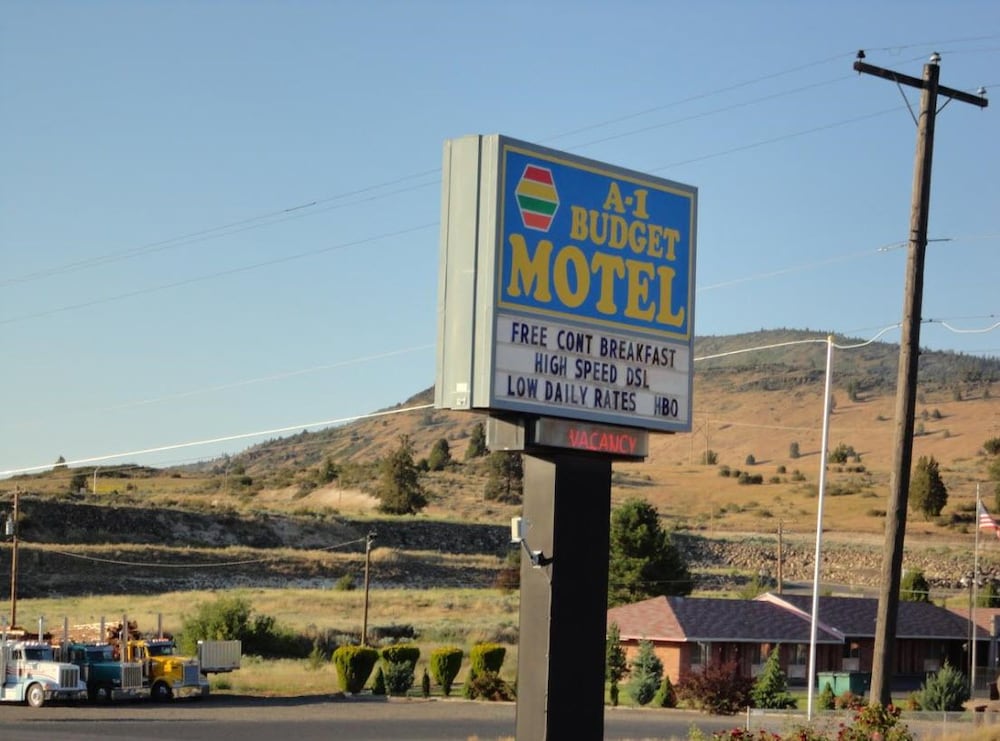 A-1
BUDGET
MOTEL
FREE CONT BREAKFAST
HIGH SPEED DSL
LOW DAILY RATES HBO
VACANCY